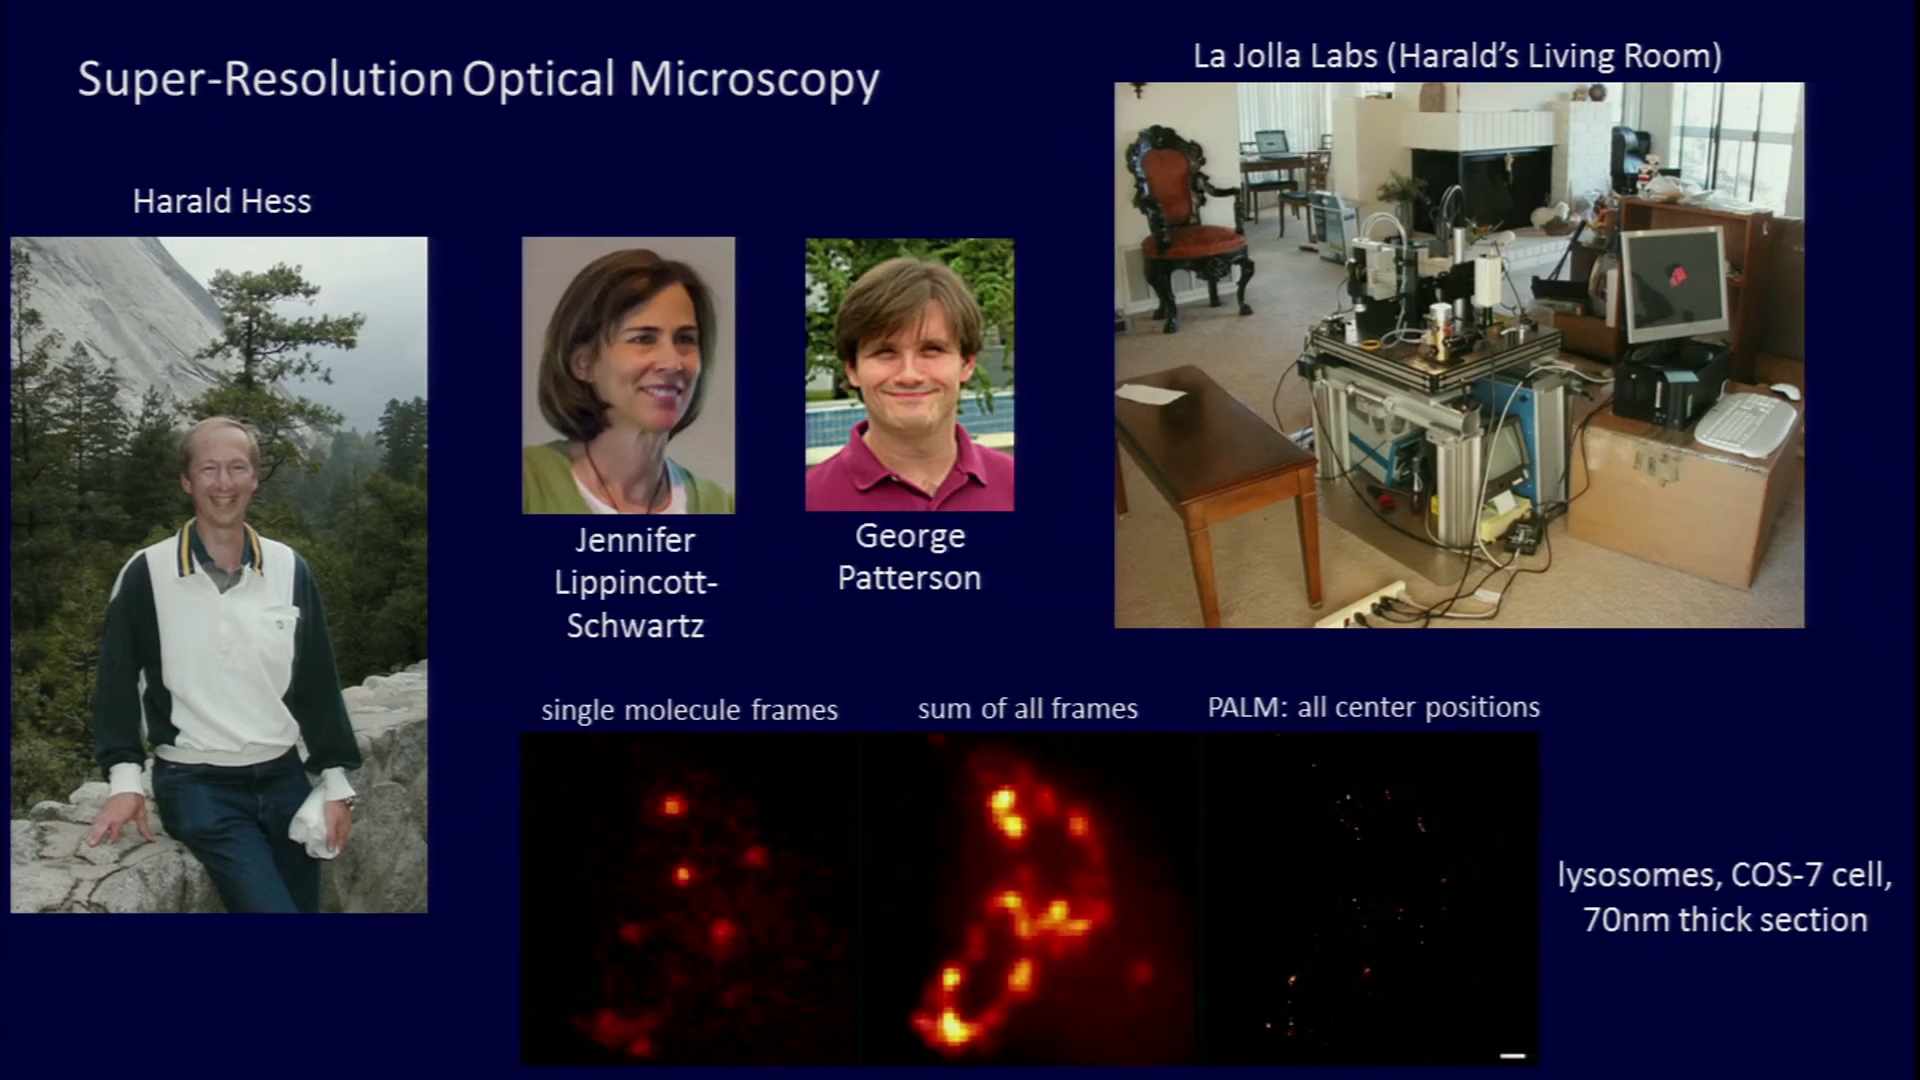 Super-Resolution Optical Microscopy
La Jolla Labs (Harald's Living Room)
Harald Hess
Jennifer
Lippincott-
Schwartz
George
Patterson
single molecule frames
sum of all frames
PALM: all center positions
lysosomes, COS-7 cell,
70nm thick section